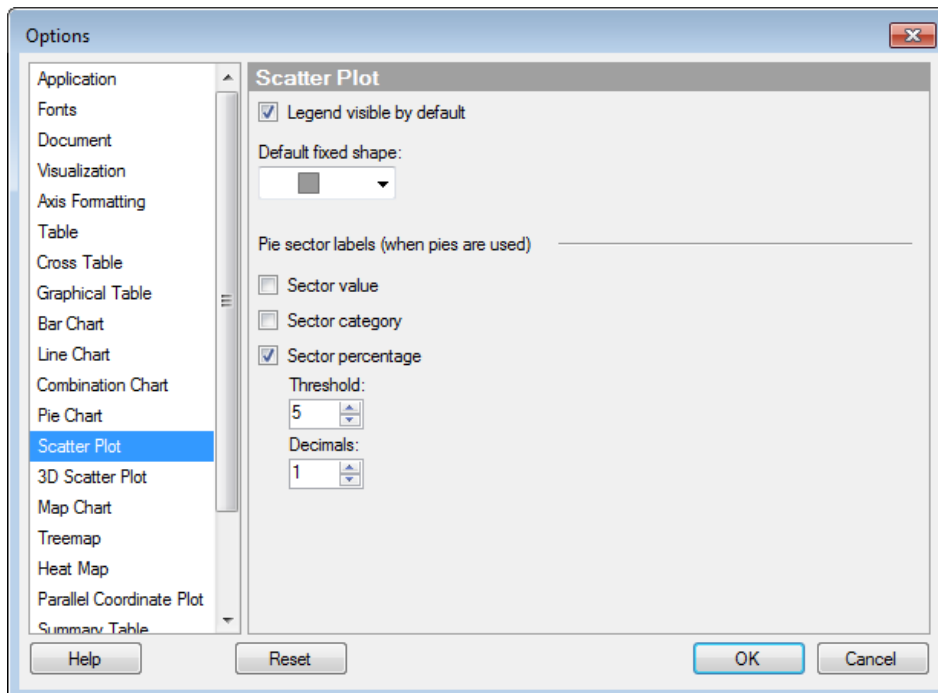 Options
Application
Fonts
Document
Visualization
Axis Formatting
Table
Cross Table
Graphical Table
Bar Chart
Line Chart
Combination Chart
Pie Chart
Scatter Plot
3D Scatter Plot
Map Chart
Treemap
Heat Map
Parallel Coordinate Plot
Summary Table
Scatter Plot
Legend visible by default
Default fixed shape:
Pie sector labels (when pies are used)
Sector value
Sector category
Sector percentage
Threshold:
5
Decimals:
1
Help
Reset
OK
Cancel